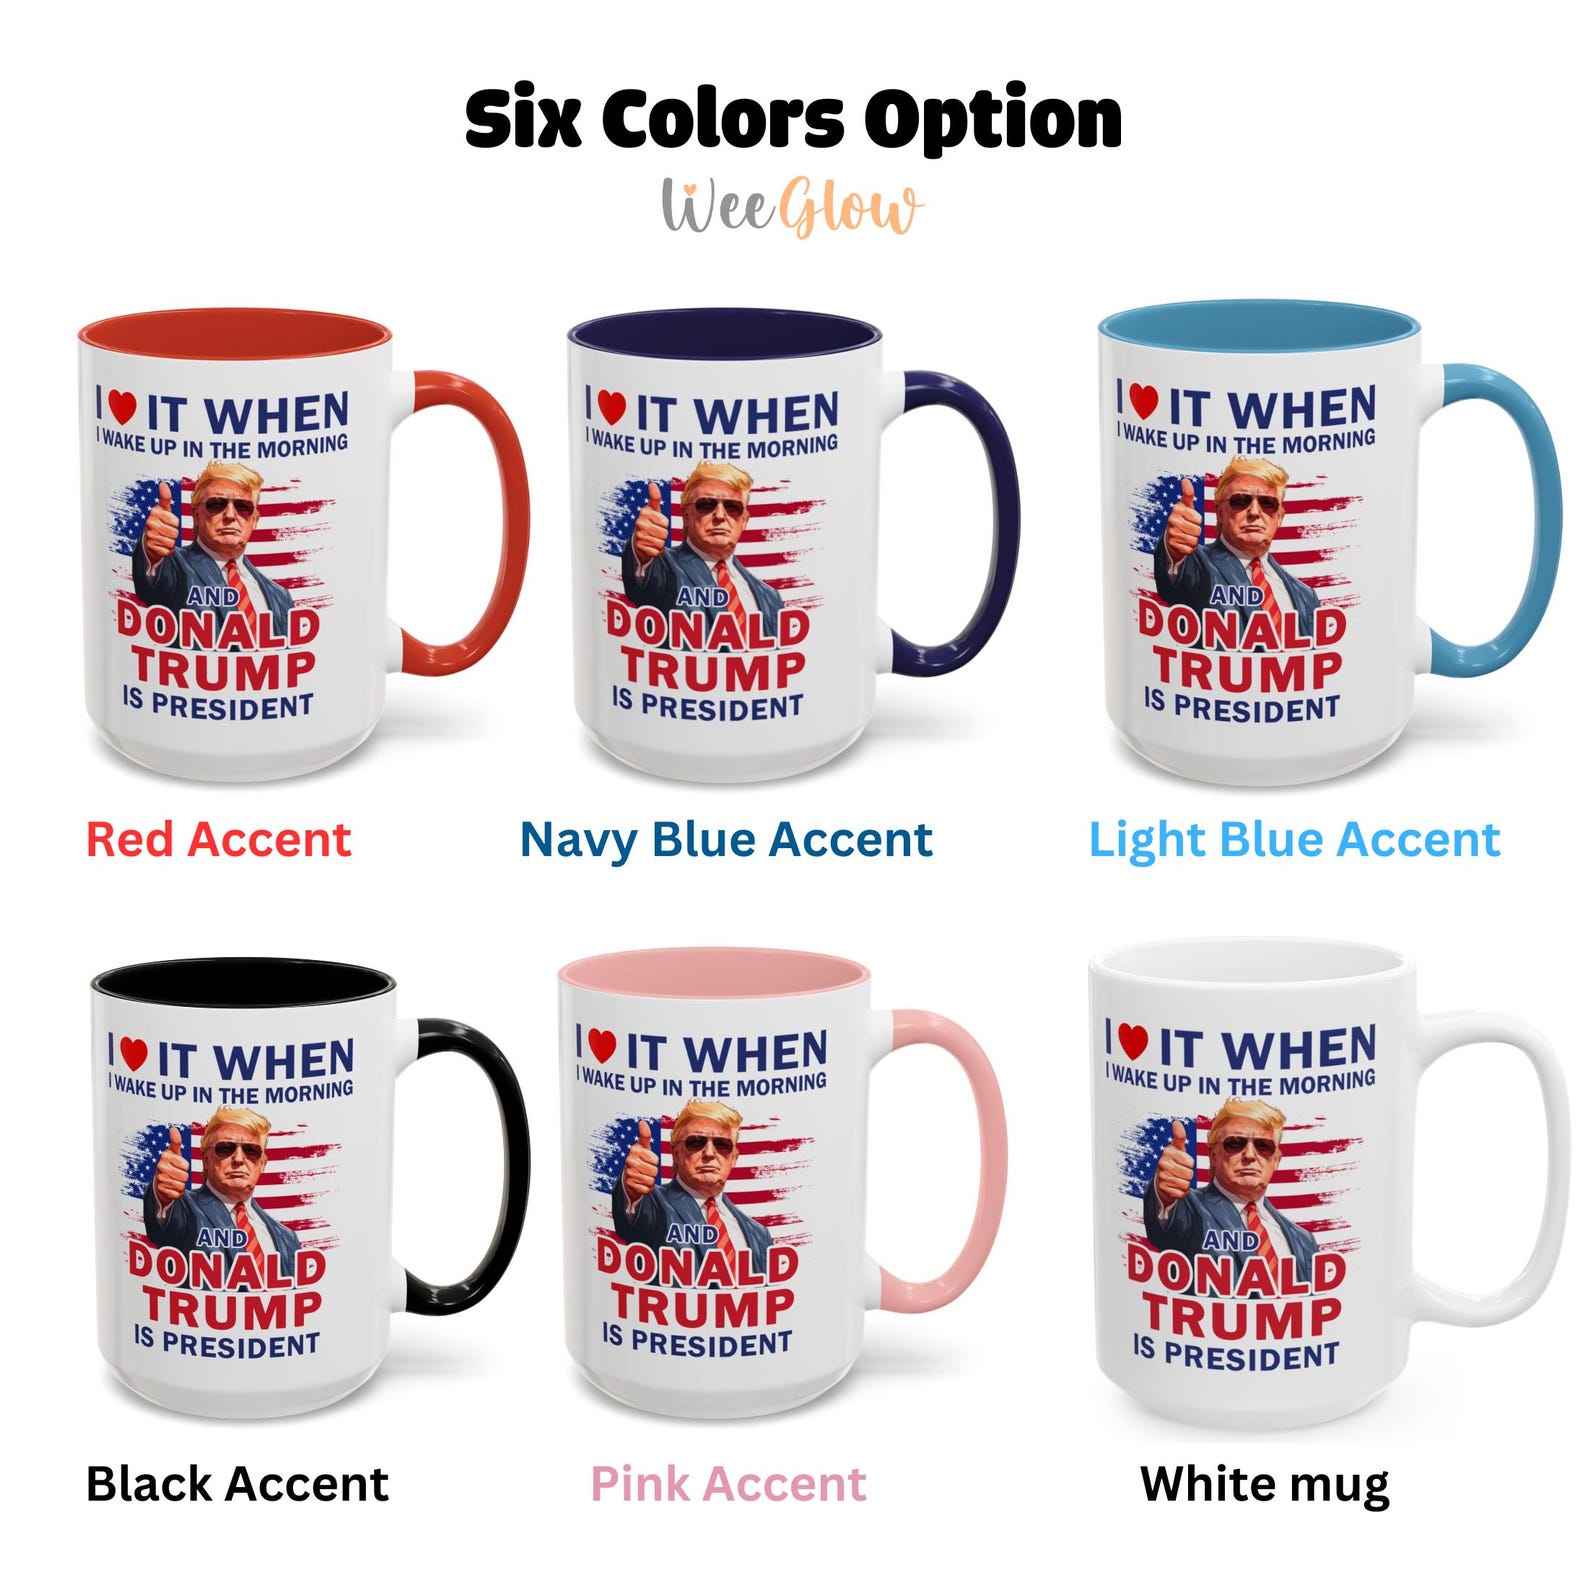 Six Colors Option
WeeGlow
I ❤ IT WHEN
I WAKE UP IN THE MORNING
AND
DONALD
TRUMP
IS PRESIDENT
I ❤ IT WHEN
I WAKE UP IN THE MORNING
AND
DONALD
TRUMP
IS PRESIDENT
I ❤ IT WHEN
I WAKE UP IN THE MORNING
AND
DONALD
TRUMP
IS PRESIDENT
Red Accent
Navy Blue Accent
Light Blue Accent
I ❤ IT WHEN
I WAKE UP IN THE MORNING
AND
DONALD
TRUMP
IS PRESIDENT
I ❤ IT WHEN
I WAKE UP IN THE MORNING
AND
DONALD
TRUMP
IS PRESIDENT
I ❤ IT WHEN
I WAKE UP IN THE MORNING
AND
DONALD
TRUMP
IS PRESIDENT
Black Accent
Pink Accent
White mug